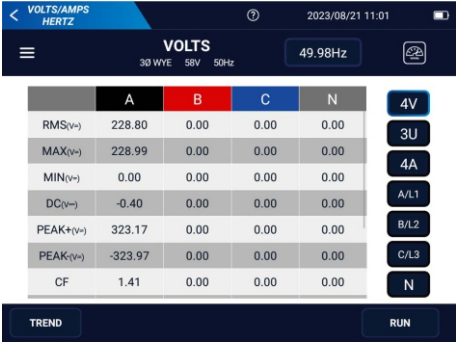 VOLTS/AMPS
HERTZ
2023/08/21 11:01
VOLTS
3Ø WYE 58V 50Hz
49.98Hz
A B C N
RMS(V≂) 228.80 0.00 0.00 0.00
MAX(V≂) 228.99 0.00 0.00 0.00
MIN(V≂) 0.00 0.00 0.00 0.00
DC(V≂) -0.40 0.00 0.00 0.00
PEAK+(V≂) 323.17 0.00 0.00 0.00
PEAK-(V≂) -323.97 0.00 0.00 0.00
CF 1.41 0.00 0.00 0.00
4V
3U
4A
A/L1
B/L2
C/L3
N
TREND
RUN